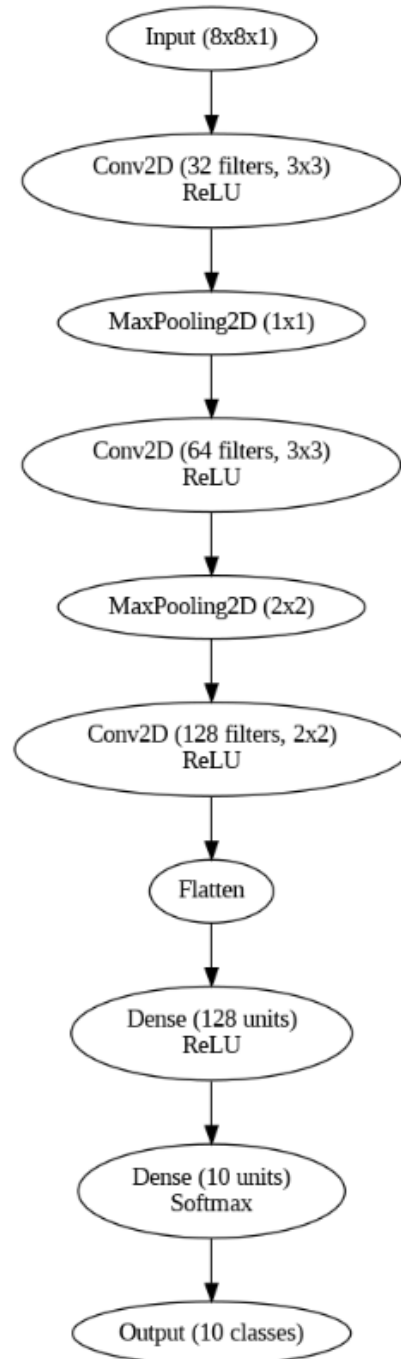 Input (8x8x1)
Conv2D (32 filters, 3x3)
ReLU
MaxPooling2D (1x1)
Conv2D (64 filters, 3x3)
ReLU
MaxPooling2D (2x2)
Conv2D (128 filters, 2x2)
ReLU
Flatten
Dense (128 units)
ReLU
Dense (10 units)
Softmax
Output (10 classes)